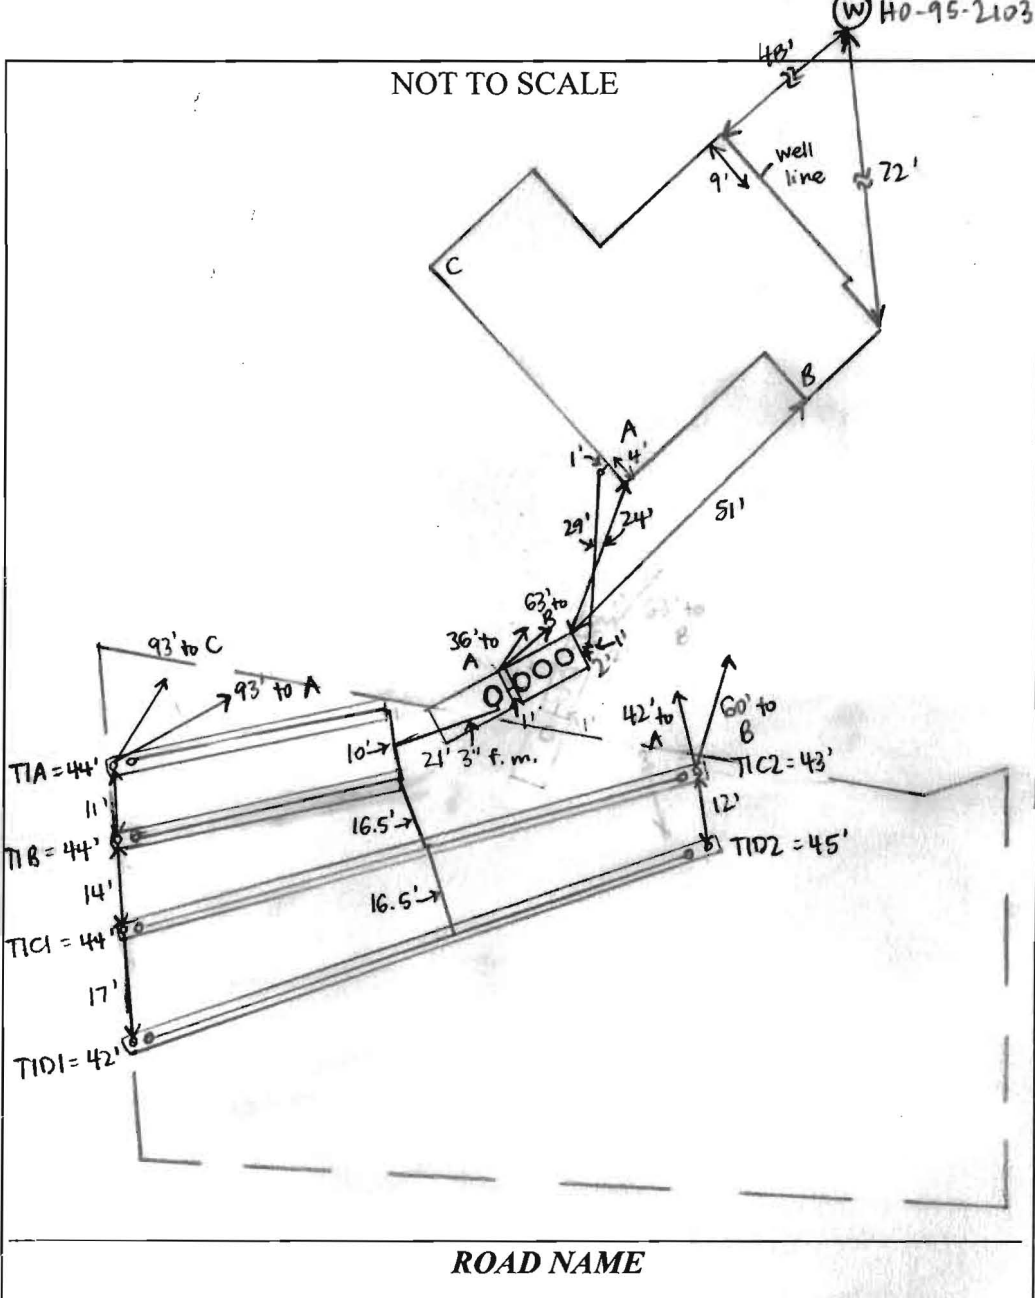 W HO-95-2103
48'
NOT TO SCALE
well
line
9'
72'
C
B
A
1'
4'
29'
24'
51'
63' to
B
36' to
A
1'
2'
93' to C
93' to A
42' to
A
60' to
B
1'
1'
10'
21' 3" f.m.
T1A = 44'
T1C2 = 43'
11'
12'
16.5'
T1B = 44'
T1D2 = 45'
14'
16.5'
T1C1 = 44'
17'
T1D1 = 42'
ROAD NAME